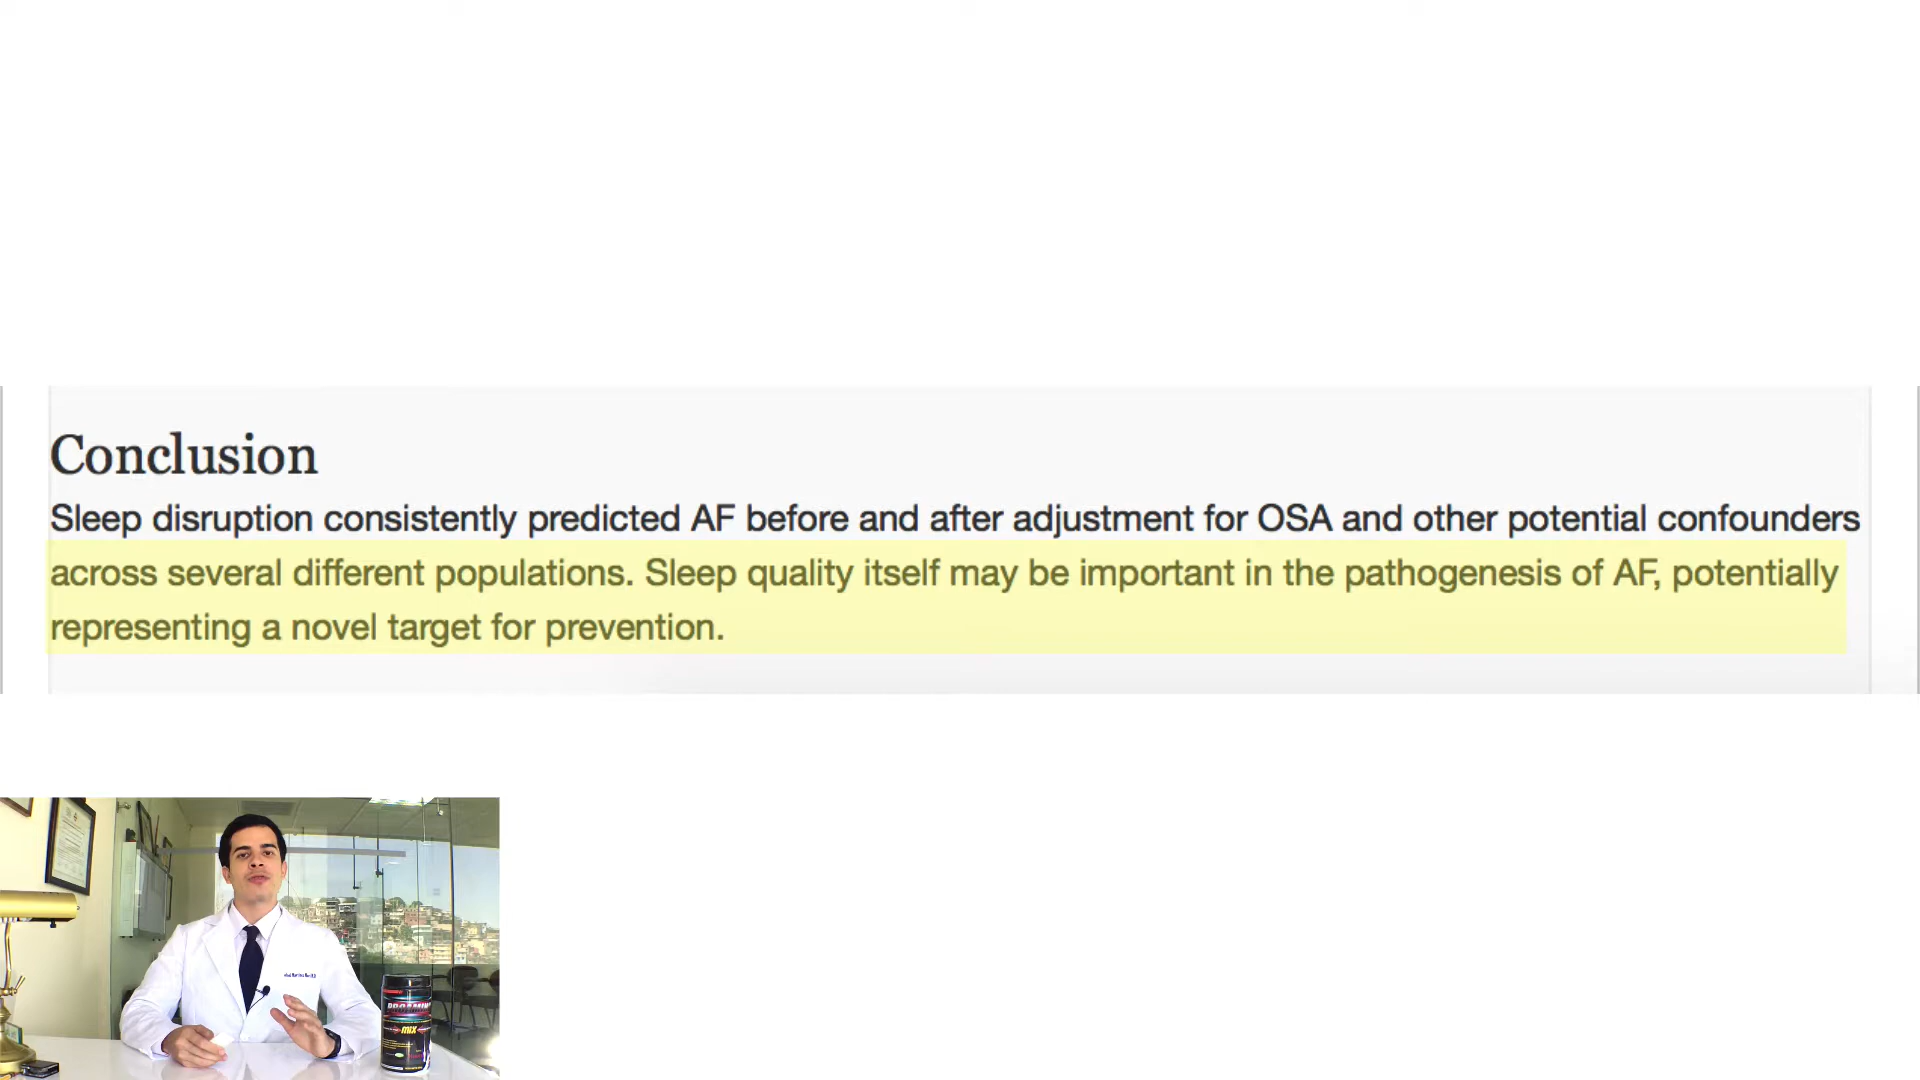 Conclusion
Sleep disruption consistently predicted AF before and after adjustment for OSA and other potential confounders
across several different populations. Sleep quality itself may be important in the pathogenesis of AF, potentially
representing a novel target for prevention.
MIX